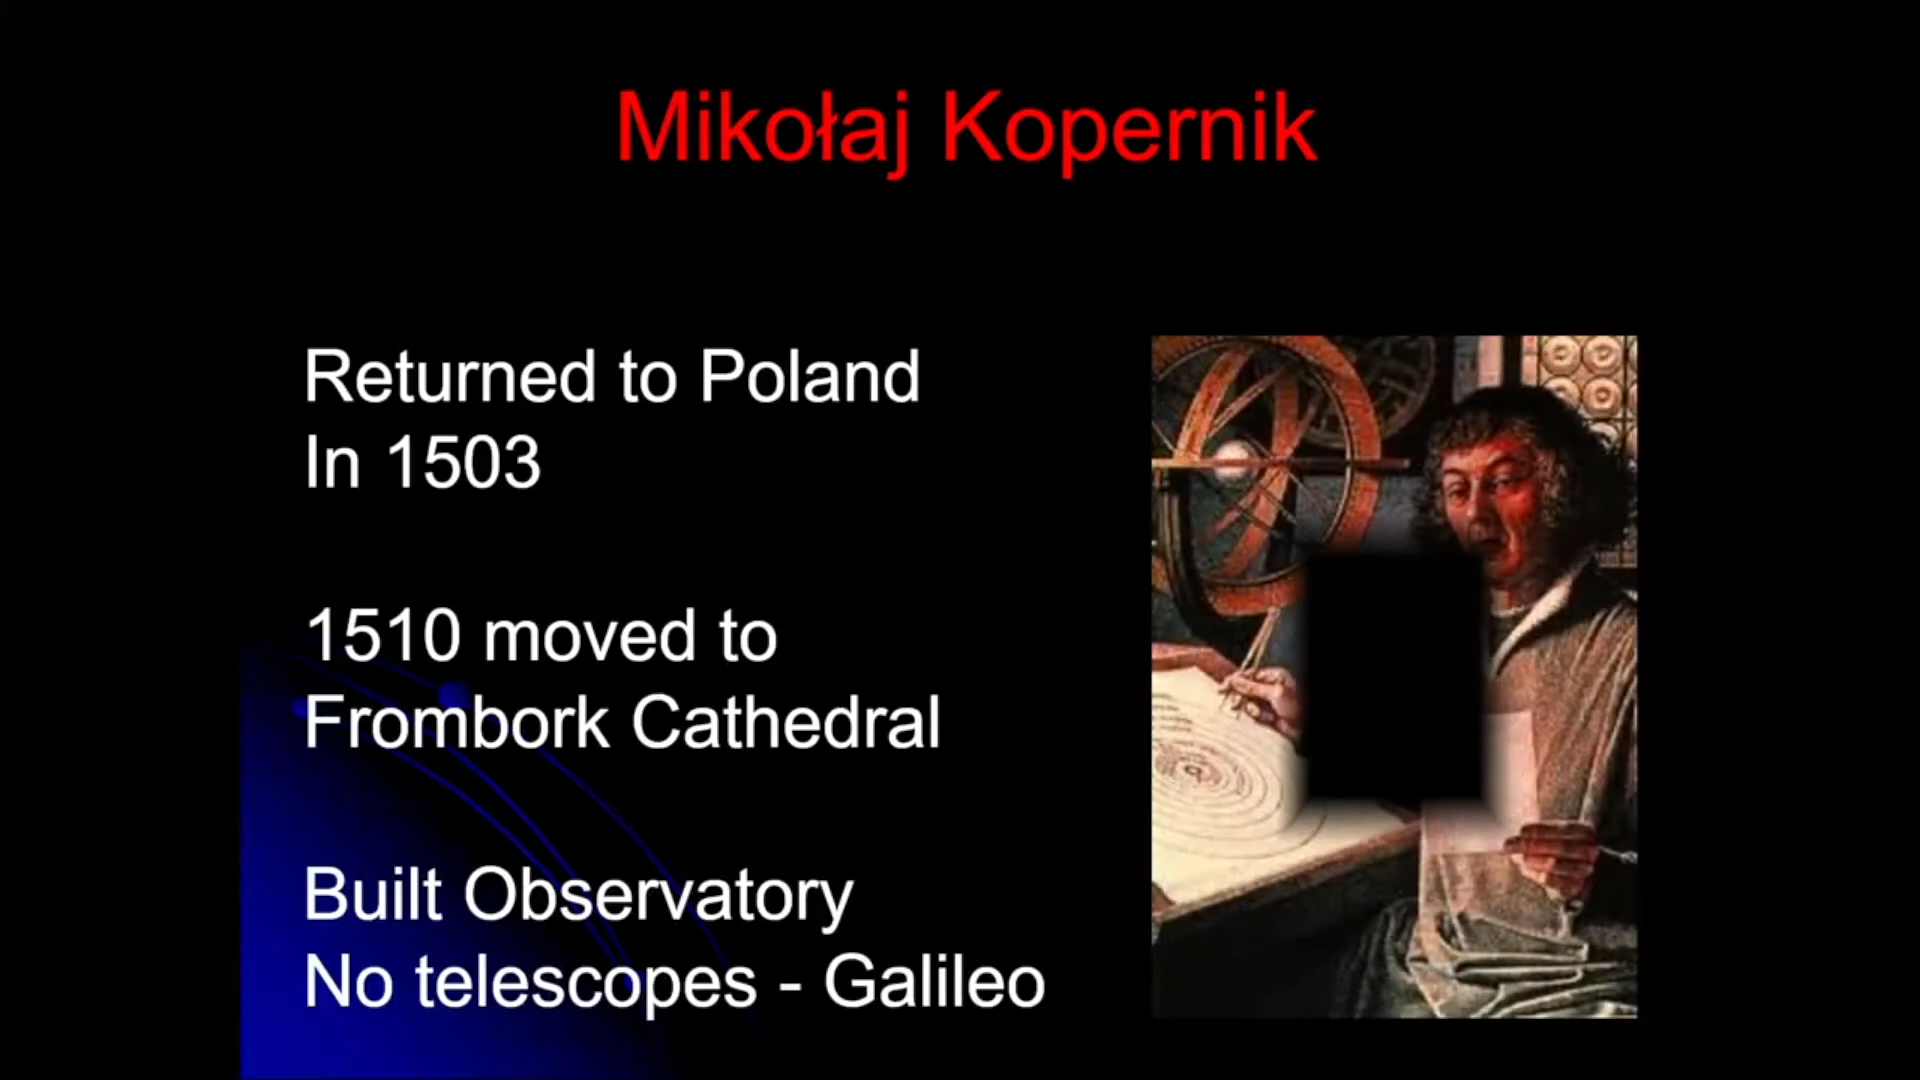 Mikołaj Kopernik
Returned to Poland
In 1503
1510 moved to
Frombork Cathedral
Built Observatory
No telescopes - Galileo